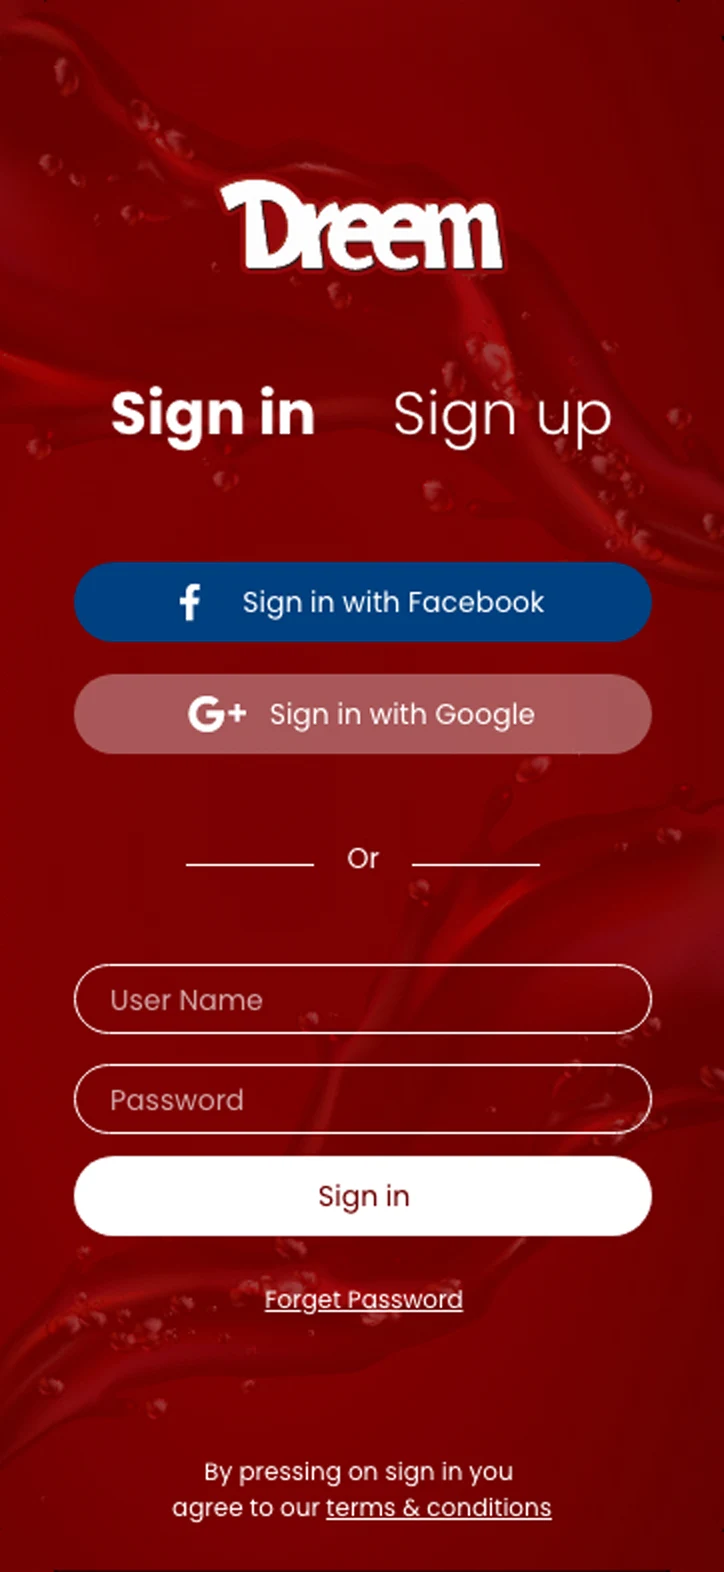 Dreem
Sign in Sign up
Sign in with Facebook
G+ Sign in with Google
Or
User Name
Password
Sign in
Forget Password
By pressing on sign in you
agree to our terms & conditions